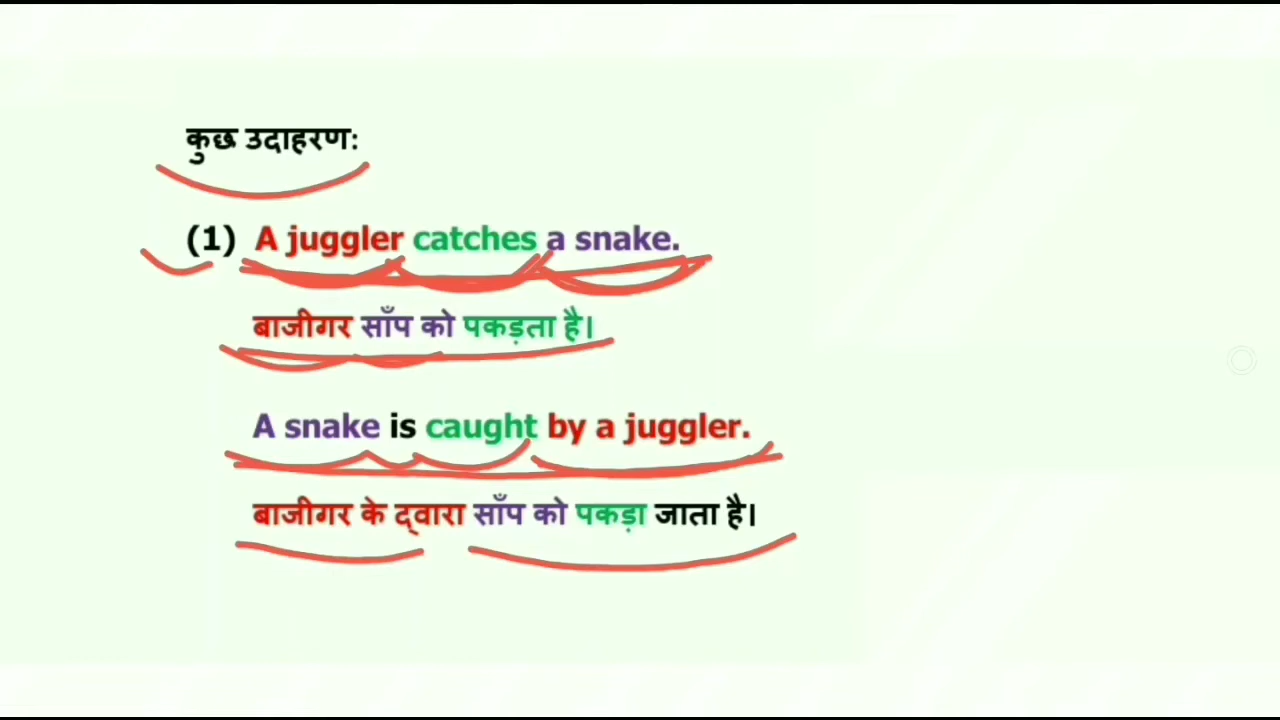 कुछ उदाहरण:
(1) A juggler catches a snake.
बाजीगर साँप को पकड़ता है।
A snake is caught by a juggler.
बाजीगर के द्वारा साँप को पकड़ा जाता है।